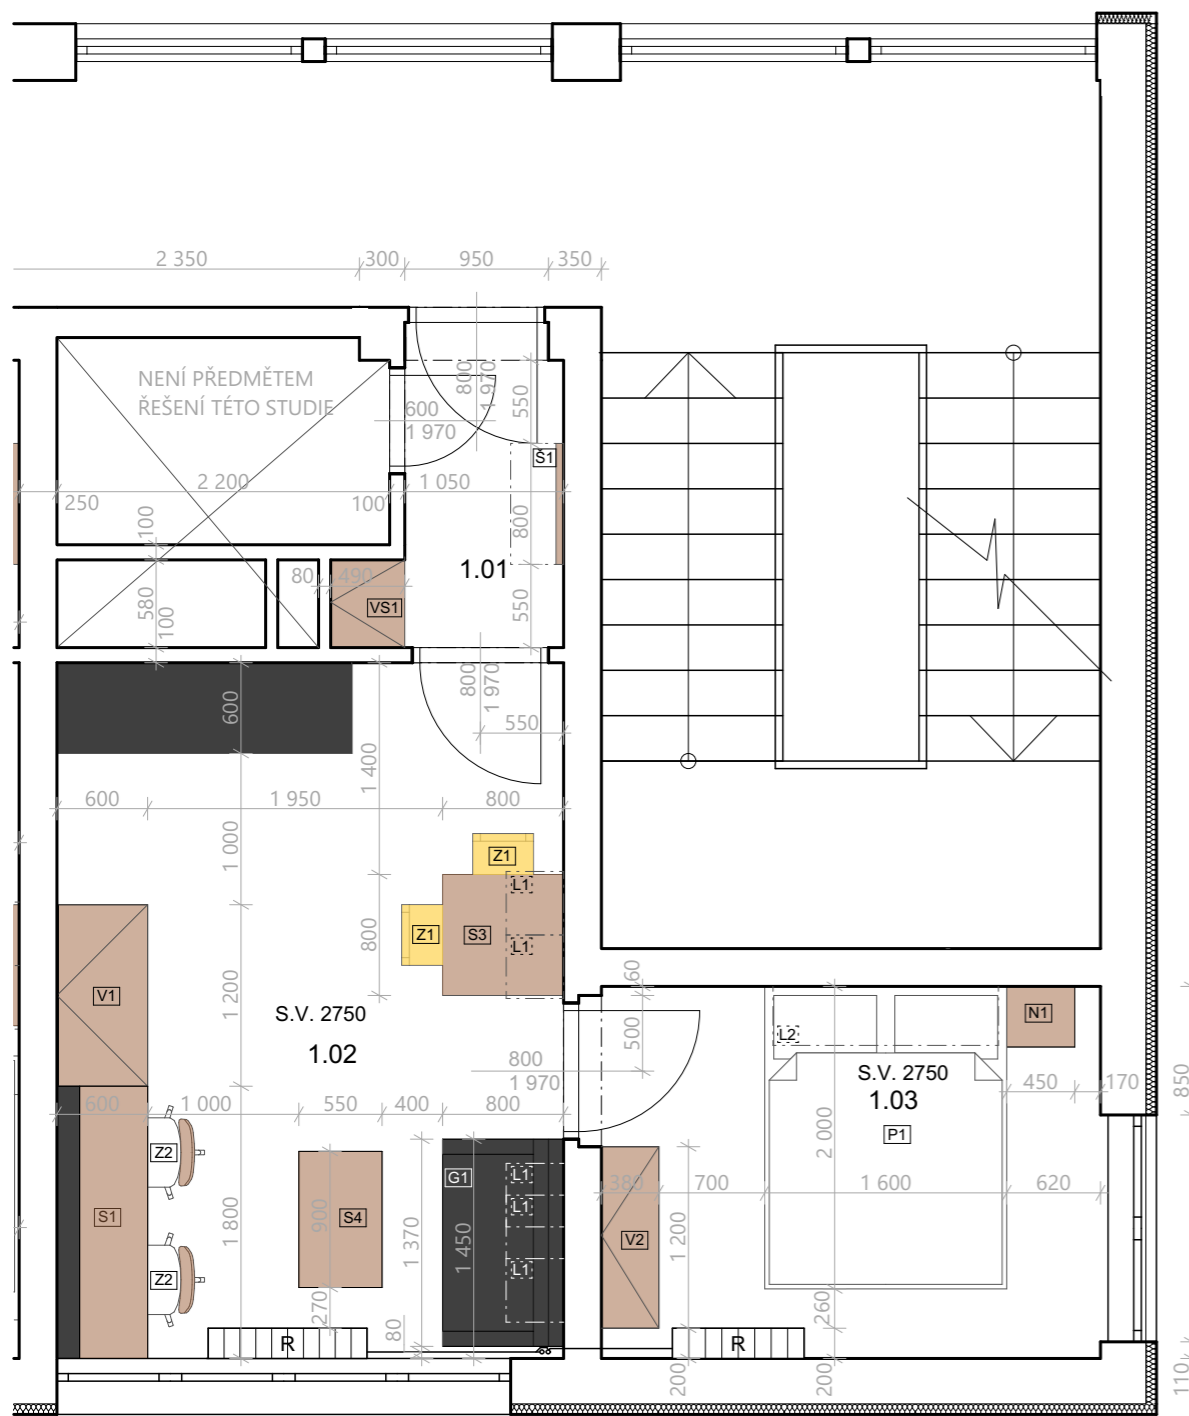 2 350
300
950
350
NENÍ PŘEDMĚTEM
ŘEŠENÍ TÉTO STUDIE
800
1 970
550
600
1 970
Š1
250
2 200
100
1 050
100
800
580
100
80
490
VS1
1.01
550
600
800
1 970
550
1 400
600
1 950
800
1 000
Z1
L1
Z1
S3
L1
800
V1
1 200
S.V. 2750
1.02
60
500
800
1 970
L2
N1
S.V. 2750
1.03
P1
450
170
850
600
1 000
550
400
800
2 000
Z2
G1
L1
380
700
1 600
620
S1
900
S4
1 370
1 450
L1
1 800
V2
1 200
Z2
L1
270
80
260
R
R
200
200
110